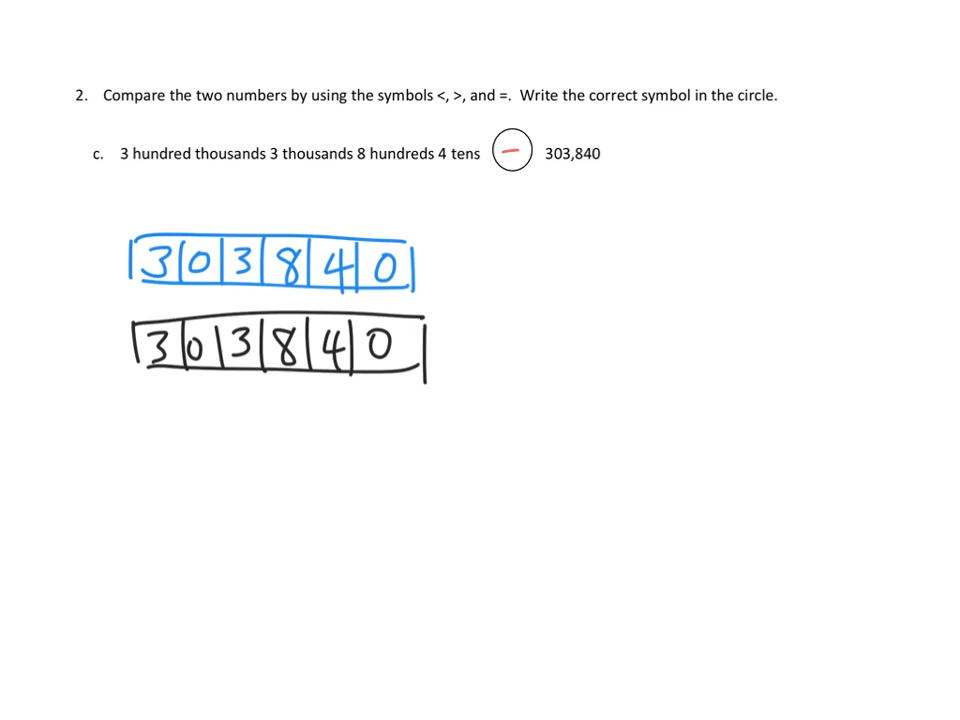 2. Compare the two numbers by using the symbols <, >, and =. Write the correct symbol in the circle.
c. 3 hundred thousands 3 thousands 8 hundreds 4 tens − 303,840
3 0 3 8 4 0
3 0 3 8 4 0